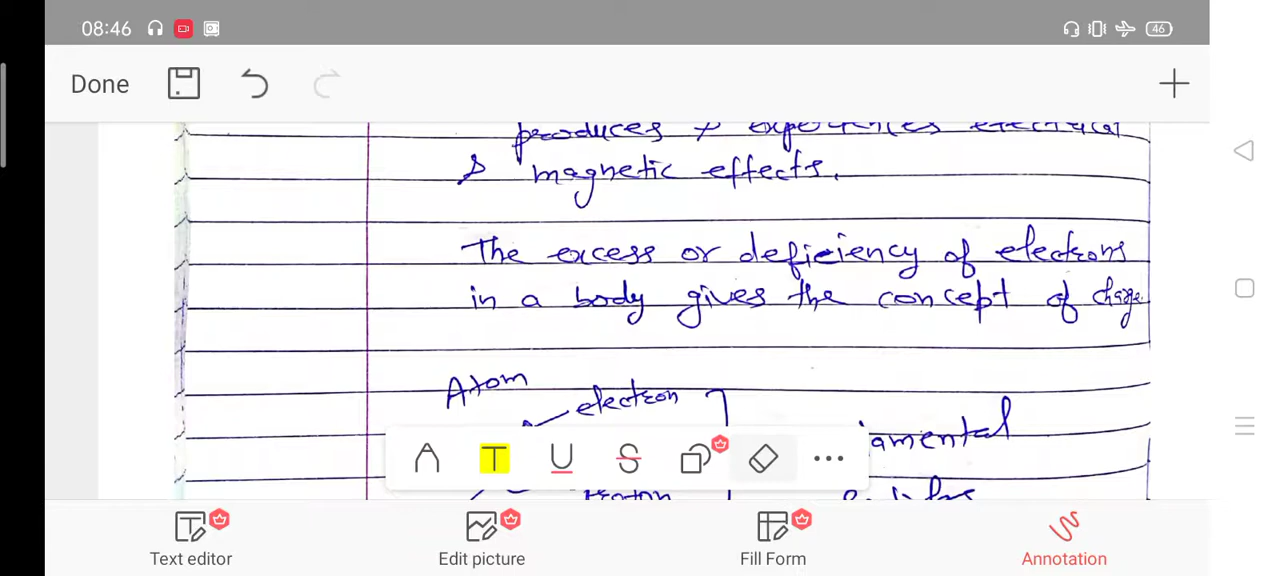 08:46
46
Done
produces & experiences electrical
& magnetic effects.
The excess or deficiency of electrons
in a body gives the concept of charge.
Atom
electron
amental
A T U S
Text editor
Edit picture
Fill Form
Annotation